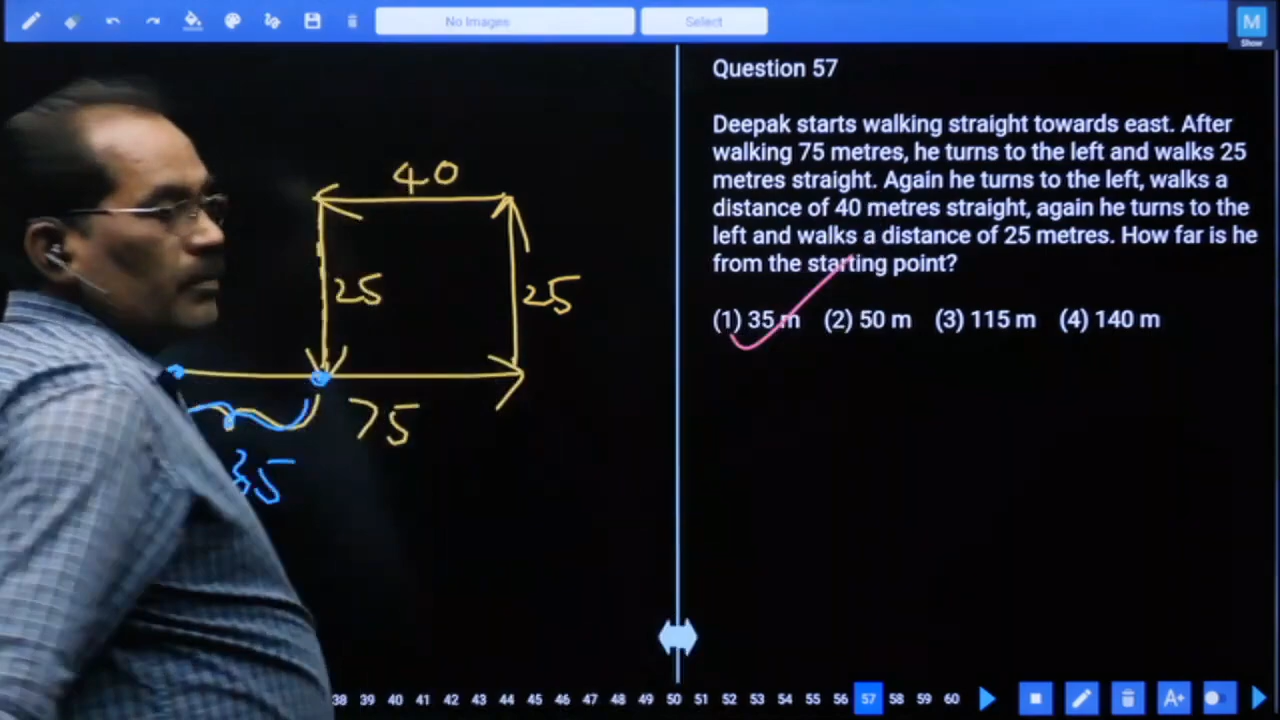 No Images
Select
M
Show
Question 57
Deepak starts walking straight towards east. After
walking 75 metres, he turns to the left and walks 25
metres straight. Again he turns to the left, walks a
distance of 40 metres straight, again he turns to the
left and walks a distance of 25 metres. How far is he
from the starting point?
(1) 35 m (2) 50 m (3) 115 m (4) 140 m
40
25
25
75
35
38 39 40 41 42 43 44 45 46 47 48 49 50 51 52 53 54 55 56 57 58 59 60
A+